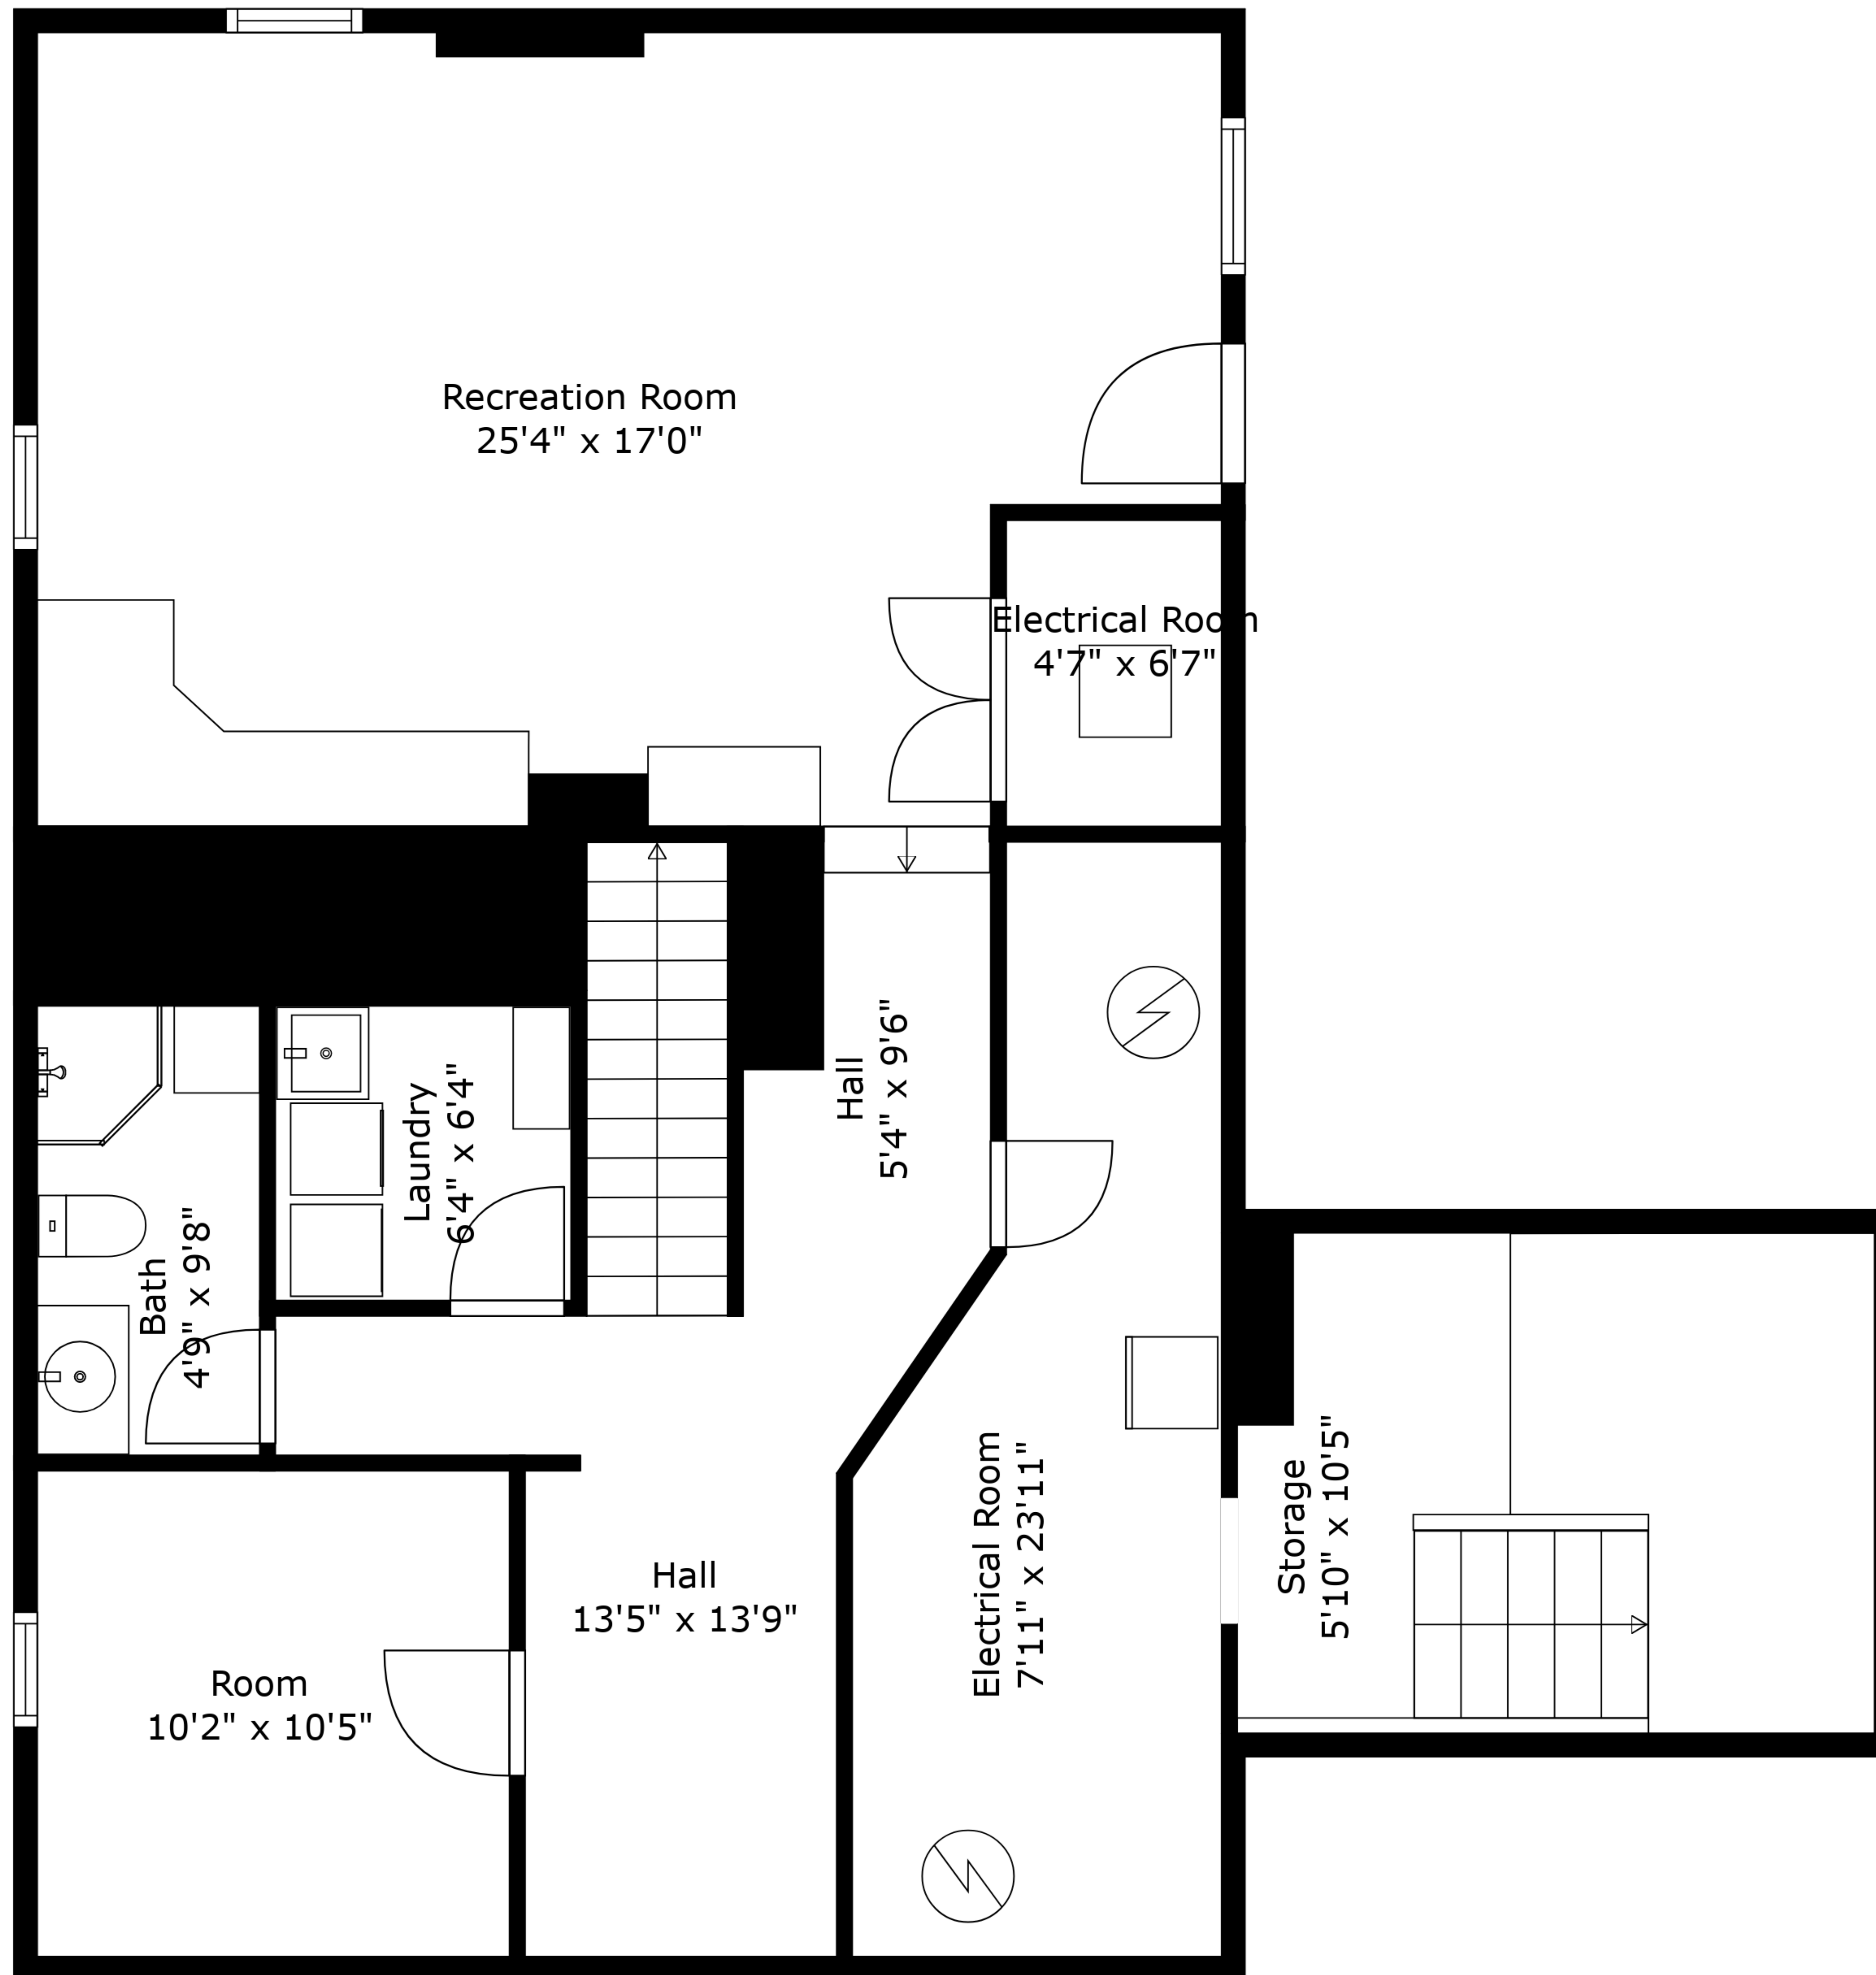 Recreation Room
25'4" x 17'0"
Electrical Room
4'7" x 6'7"
Hall
5'4" x 9'6"
Laundry
6'4" x 6'4"
Bath
4'9" x 9'8"
Storage
5'10" x 10'5"
Electrical Room
7'11" x 23'11"
Hall
13'5" x 13'9"
Room
10'2" x 10'5"